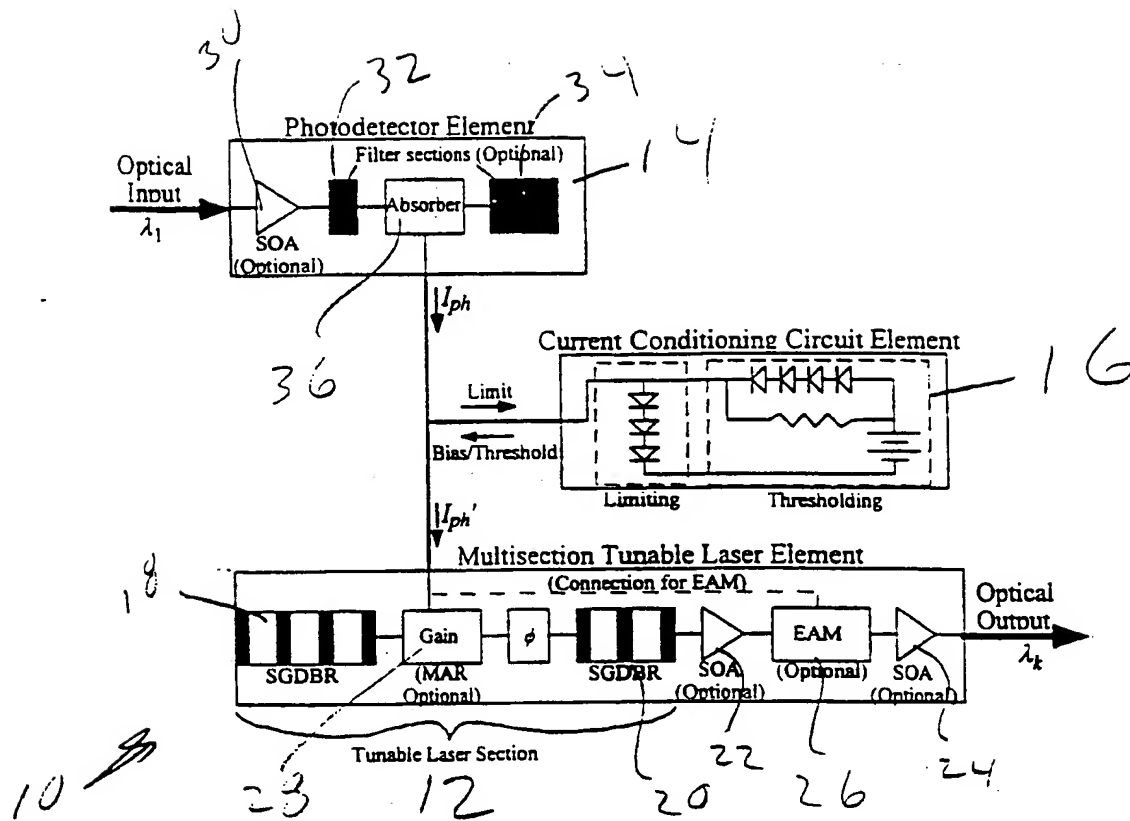 30
32
34
Photodetector Element
14
Filter sections (Optional)
Optical
Input
λ1
Absorber
SOA
(Optional)
Iph
36
Current Conditioning Circuit Element
16
Limit
Bias/Threshold
Limiting
Thresholding
Iph'
Multisection Tunable Laser Element
(Connection for EAM)
18
Optical
Output
λk
Gain
ϕ
EAM
SGDBR
(MAR
Optional)
SGDBR
SOA
(Optional)
(Optional)
SOA
(Optional)
Tunable Laser Section
10
28
12
20
22
26
24